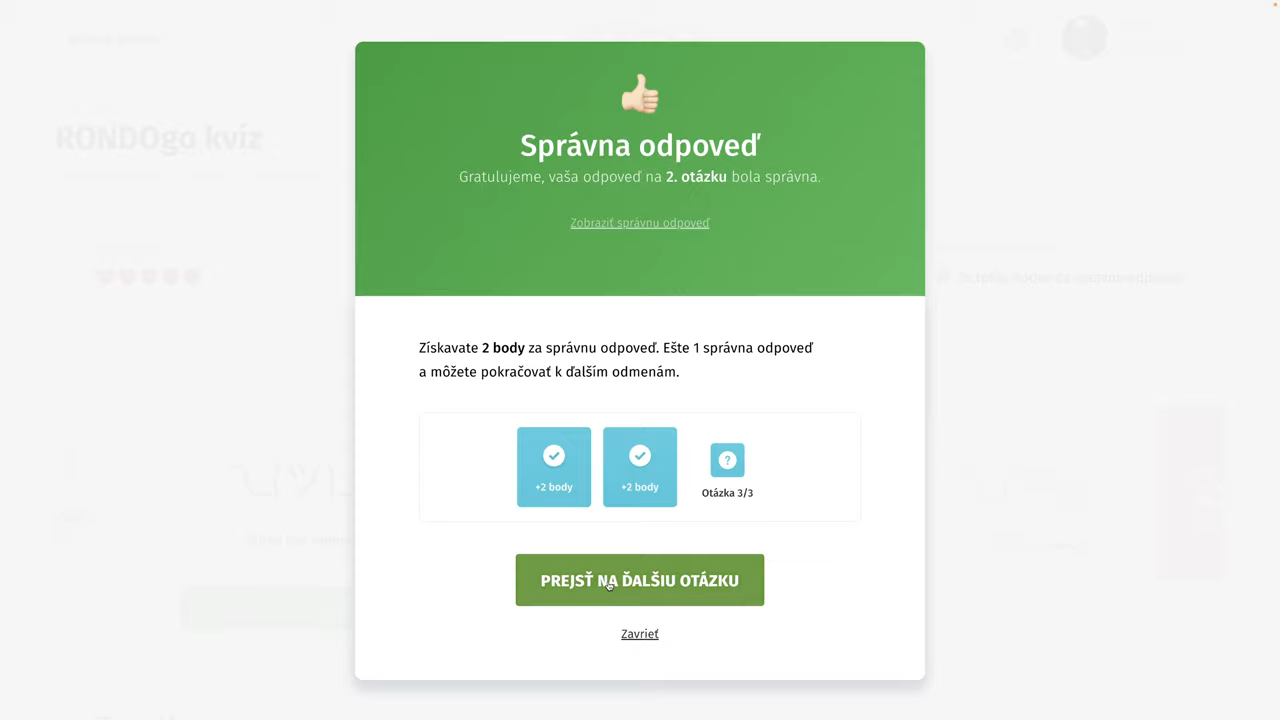 RONDOgo kvíz
Správna odpoveď
Gratulujeme, vaša odpoveď na 2. otázku bola správna.
Zobraziť správnu odpoveď
Získavate 2 body za správnu odpoveď. Ešte 1 správna odpoveď
a môžete pokračovať k ďalším odmenám.
+2 body
+2 body
?
Otázka 3/3
PREJSŤ NA ĎALŠIU OTÁZKU
Zavrieť